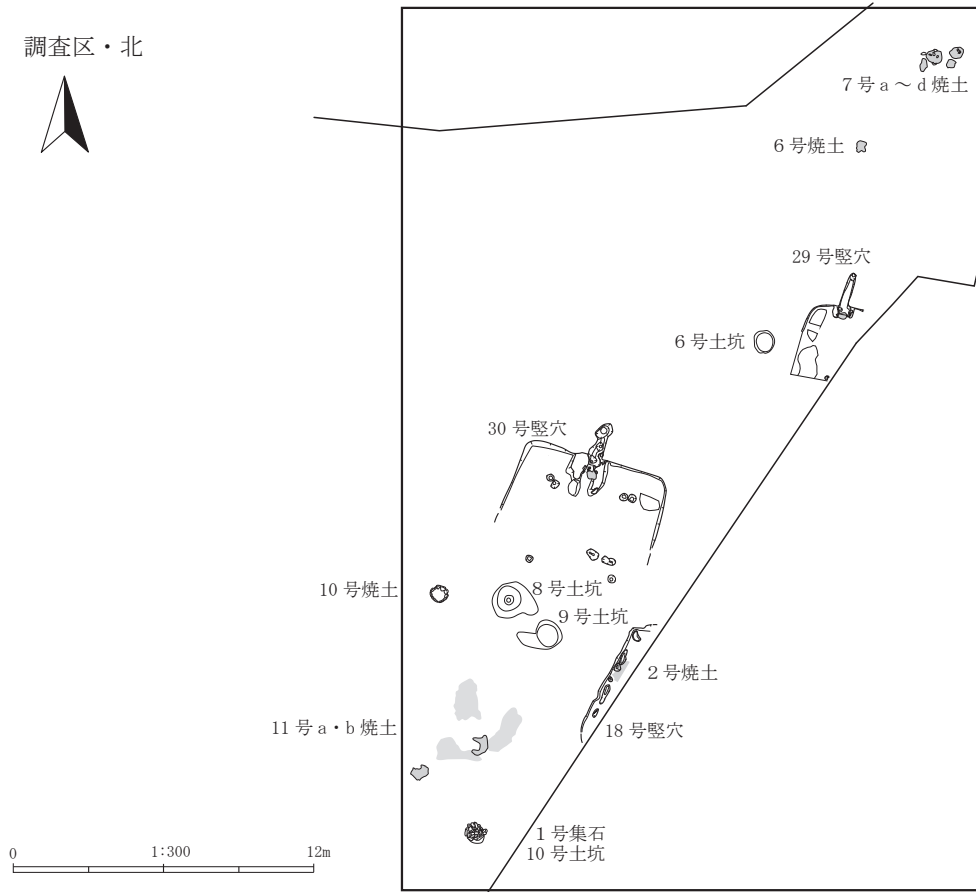 調査区・北
7号a～d焼土
6号焼土
29号竪穴
6号土坑
30号竪穴
10号焼土
8号土坑
9号土坑
2号焼土
11号a・b焼土
18号竪穴
1号集石
10号土坑
0 1:300 12m